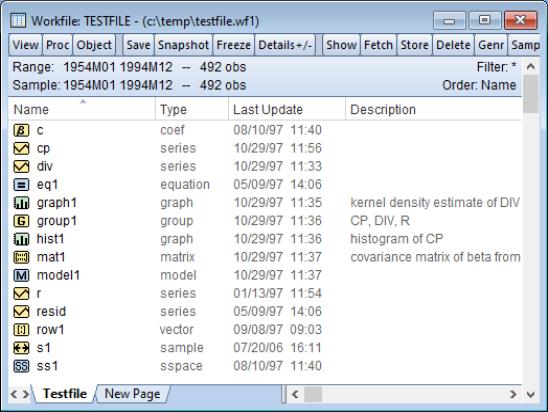 Workfile: TESTFILE - (c:\temp\testfile.wf1)
View Proc Object Save Snapshot Freeze Details+/- Show Fetch Store Delete Genr Samp
Range: 1954M01 1994M12 -- 492 obs Filter: *
Sample: 1954M01 1994M12 -- 492 obs Order: Name
Name Type Last Update Description
β c coef 08/10/97 11:40
cp series 10/29/97 11:56
div series 10/29/97 11:33
= eq1 equation 05/09/97 14:06
graph1 graph 10/29/97 11:35 kernel density estimate of DIV
G group1 group 10/29/97 11:36 CP, DIV, R
hist1 graph 10/29/97 11:36 histogram of CP
mat1 matrix 10/29/97 11:37 covariance matrix of beta from
M model1 model 10/29/97 11:37
r series 01/13/97 11:54
resid series 05/09/97 14:06
row1 vector 09/08/97 09:03
s1 sample 07/20/06 16:11
SS ss1 sspace 08/10/97 11:40
Testfile New Page